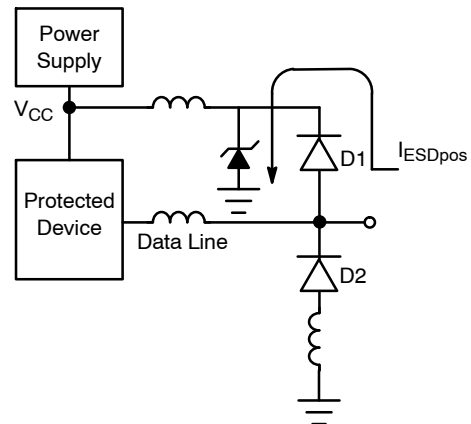 Power
Supply
V_CC
Protected
Device
Data Line
D1
I_ESDpos
D2